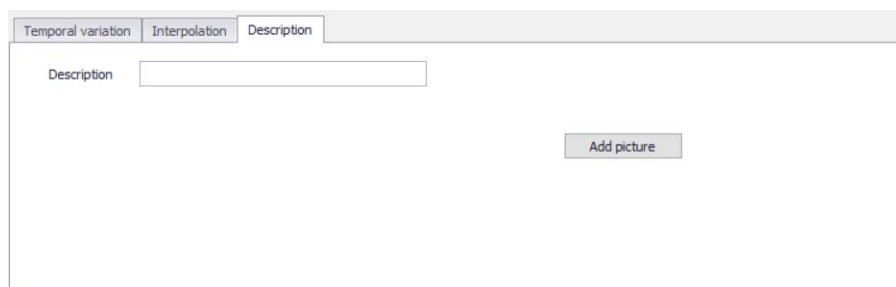 Temporal variation Interpolation Description
Description
Add picture